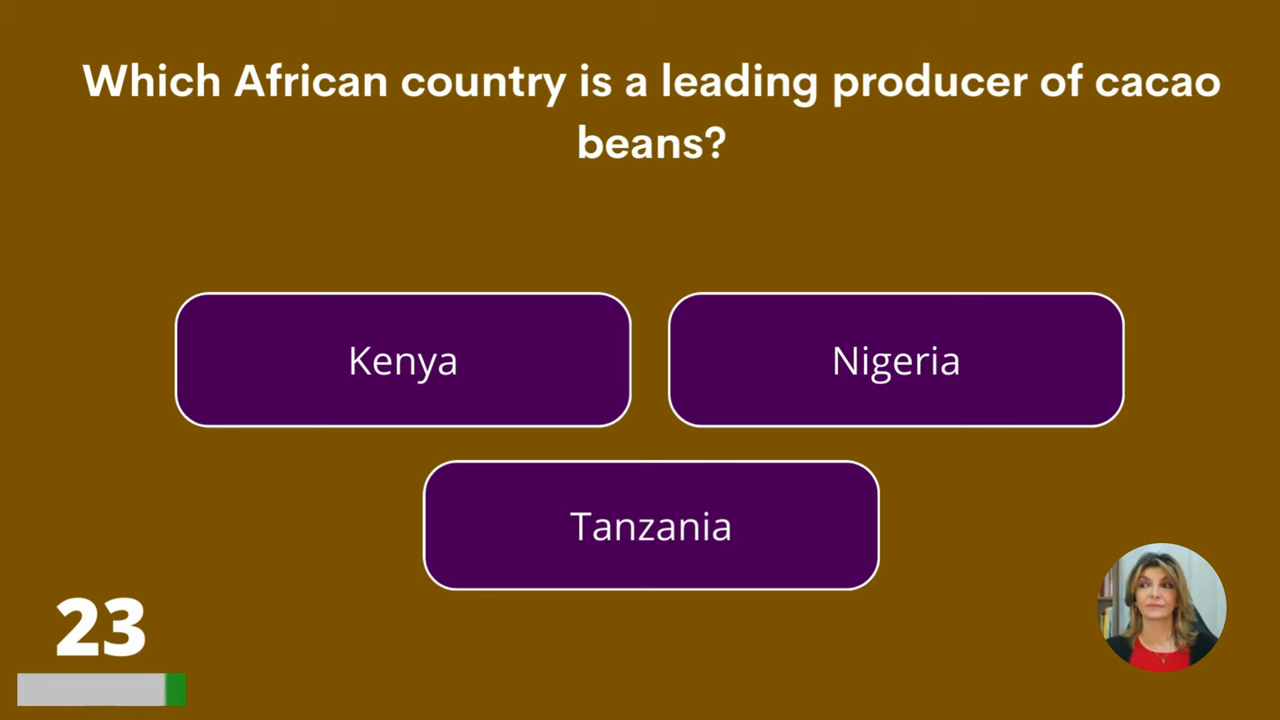 Which African country is a leading producer of cacao
beans?
Kenya
Nigeria
Tanzania
23